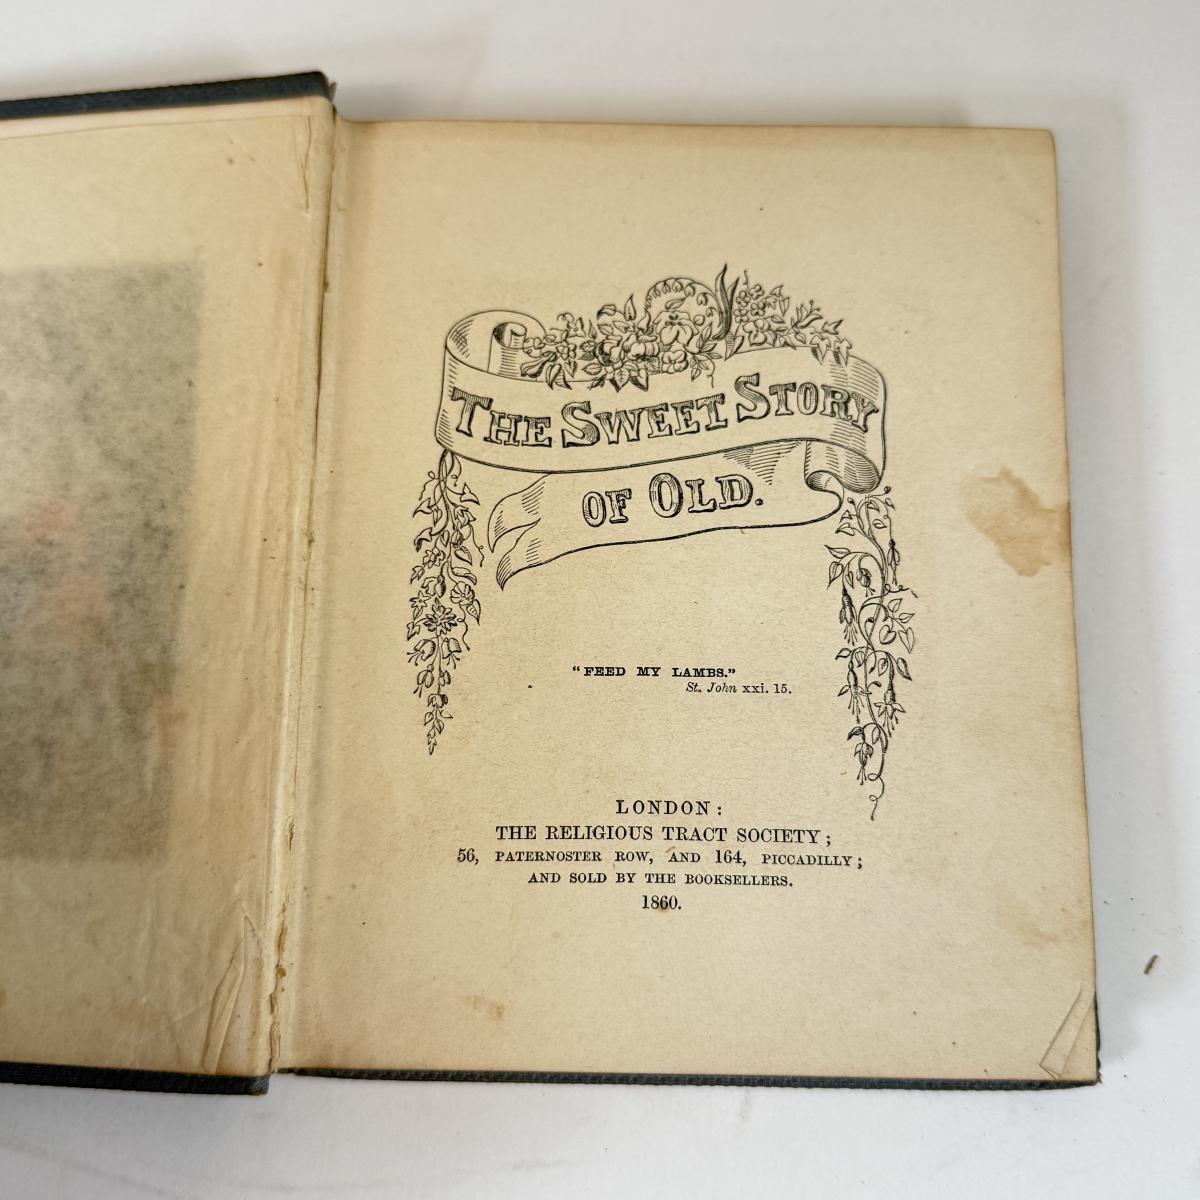 The Sweet Story
of Old.
"FEED MY LAMBS."
St. John xxi. 15.
LONDON:
THE RELIGIOUS TRACT SOCIETY;
56, PATERNOSTER ROW, AND 164, PICCADILLY;
AND SOLD BY THE BOOKSELLERS.
1860.